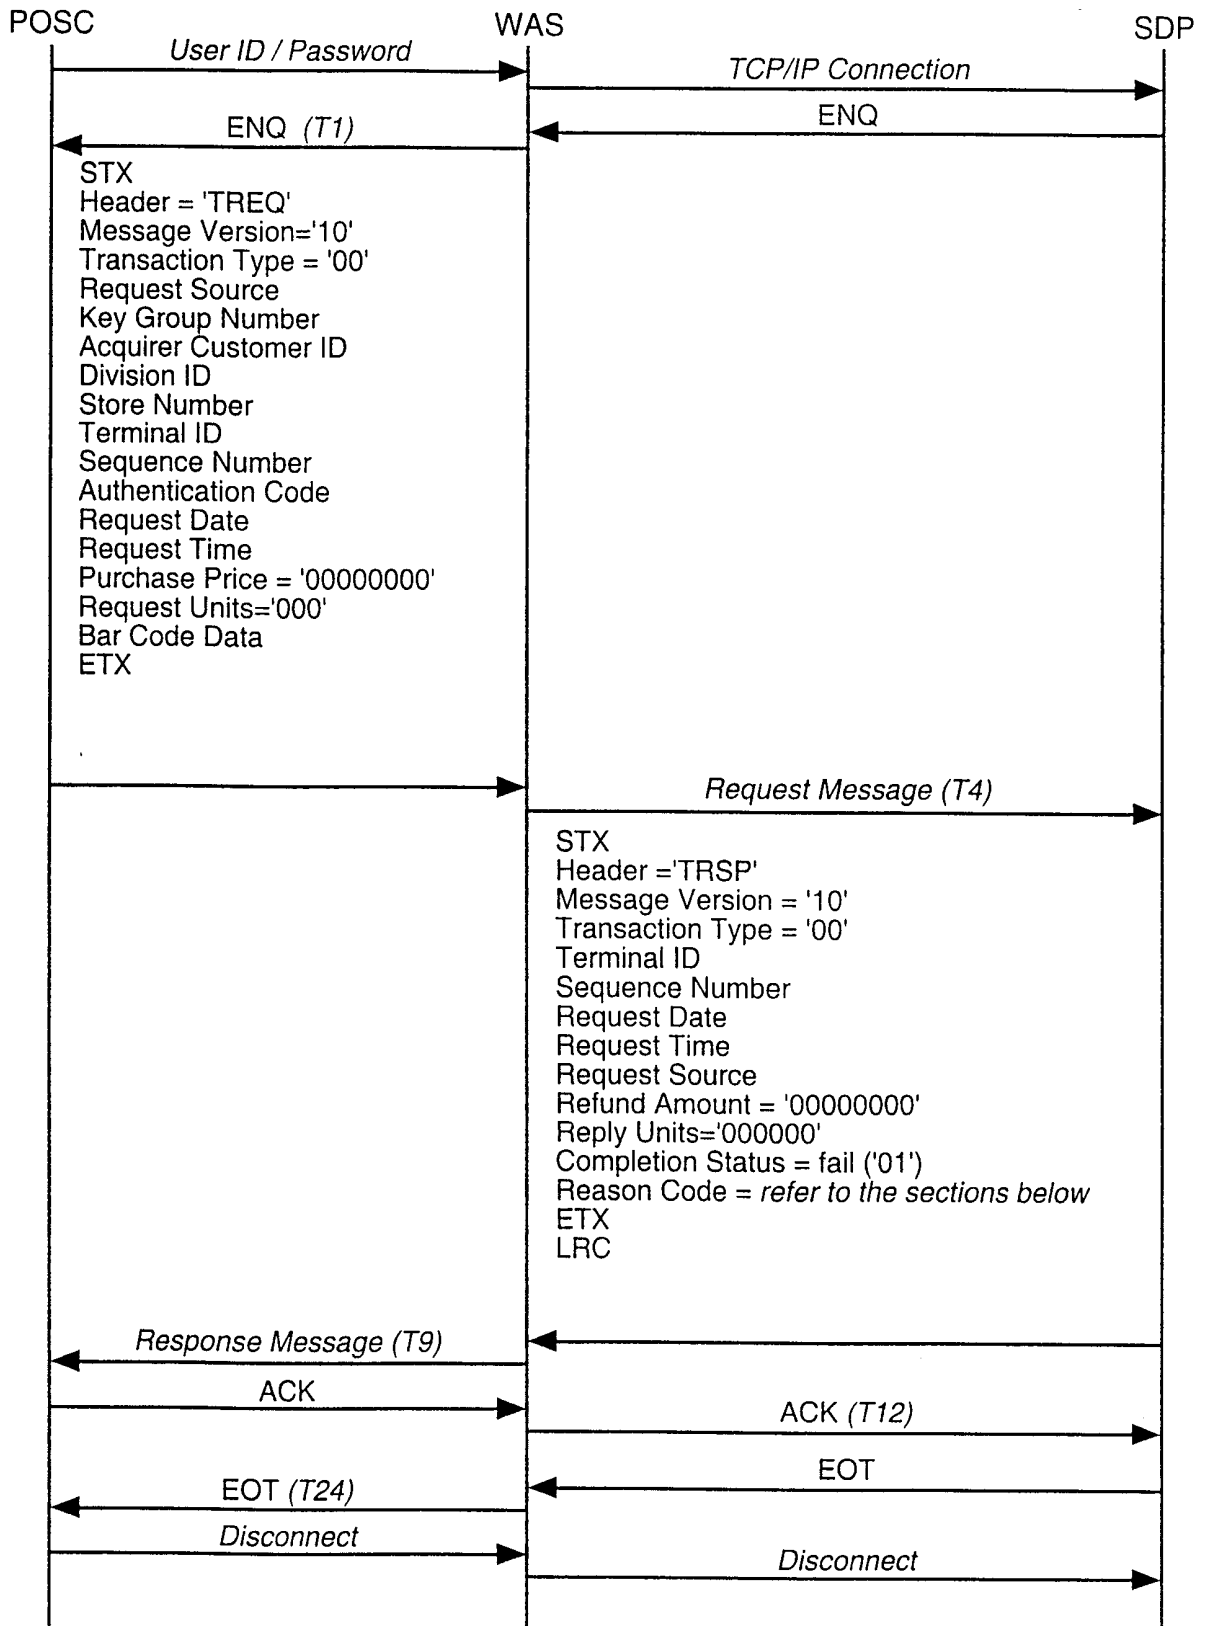 POSC
WAS
SDP
User ID / Password
TCP/IP Connection
ENQ
ENQ (T1)
STX
Header = 'TREQ'
Message Version='10'
Transaction Type = '00'
Request Source
Key Group Number
Acquirer Customer ID
Division ID
Store Number
Terminal ID
Sequence Number
Authentication Code
Request Date
Request Time
Purchase Price = '00000000'
Request Units='000'
Bar Code Data
ETX
Request Message (T4)
STX
Header ='TRSP'
Message Version = '10'
Transaction Type = '00'
Terminal ID
Sequence Number
Request Date
Request Time
Request Source
Refund Amount = '00000000'
Reply Units='000000'
Completion Status = fail ('01')
Reason Code = refer to the sections below
ETX
LRC
Response Message (T9)
ACK
ACK (T12)
EOT
EOT (T24)
Disconnect
Disconnect